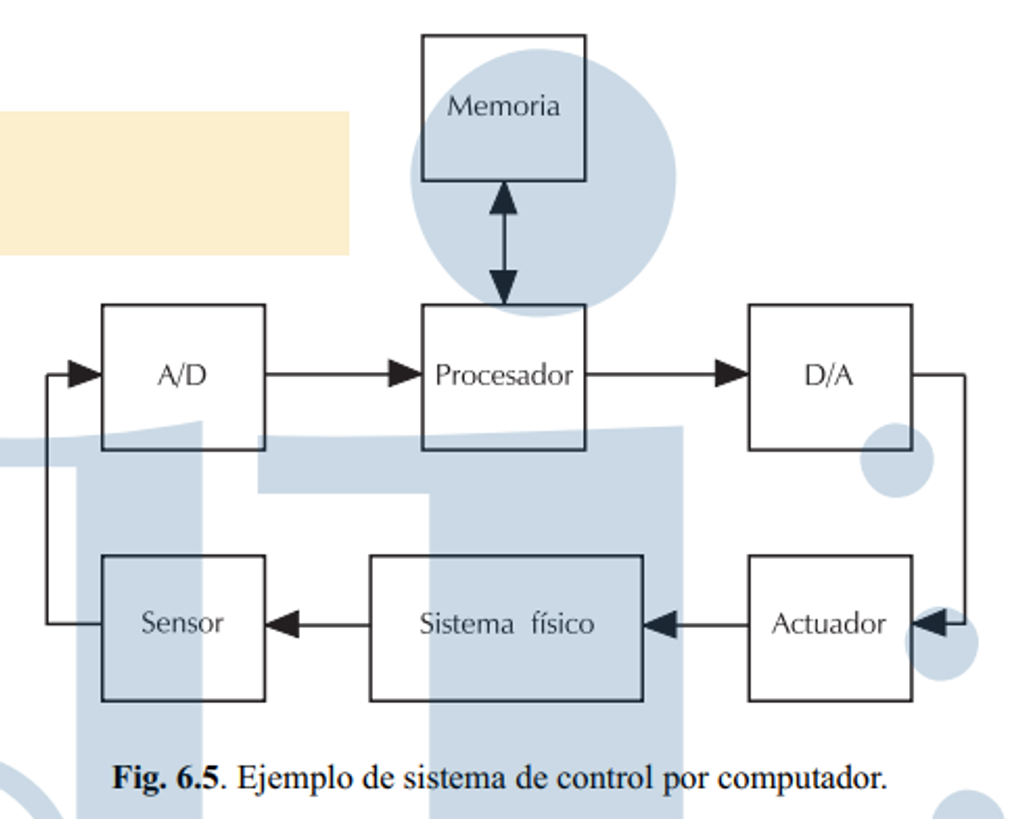 Memoria
A/D
Procesador
D/A
Sensor
Sistema físico
Actuador
Fig. 6.5. Ejemplo de sistema de control por computador.